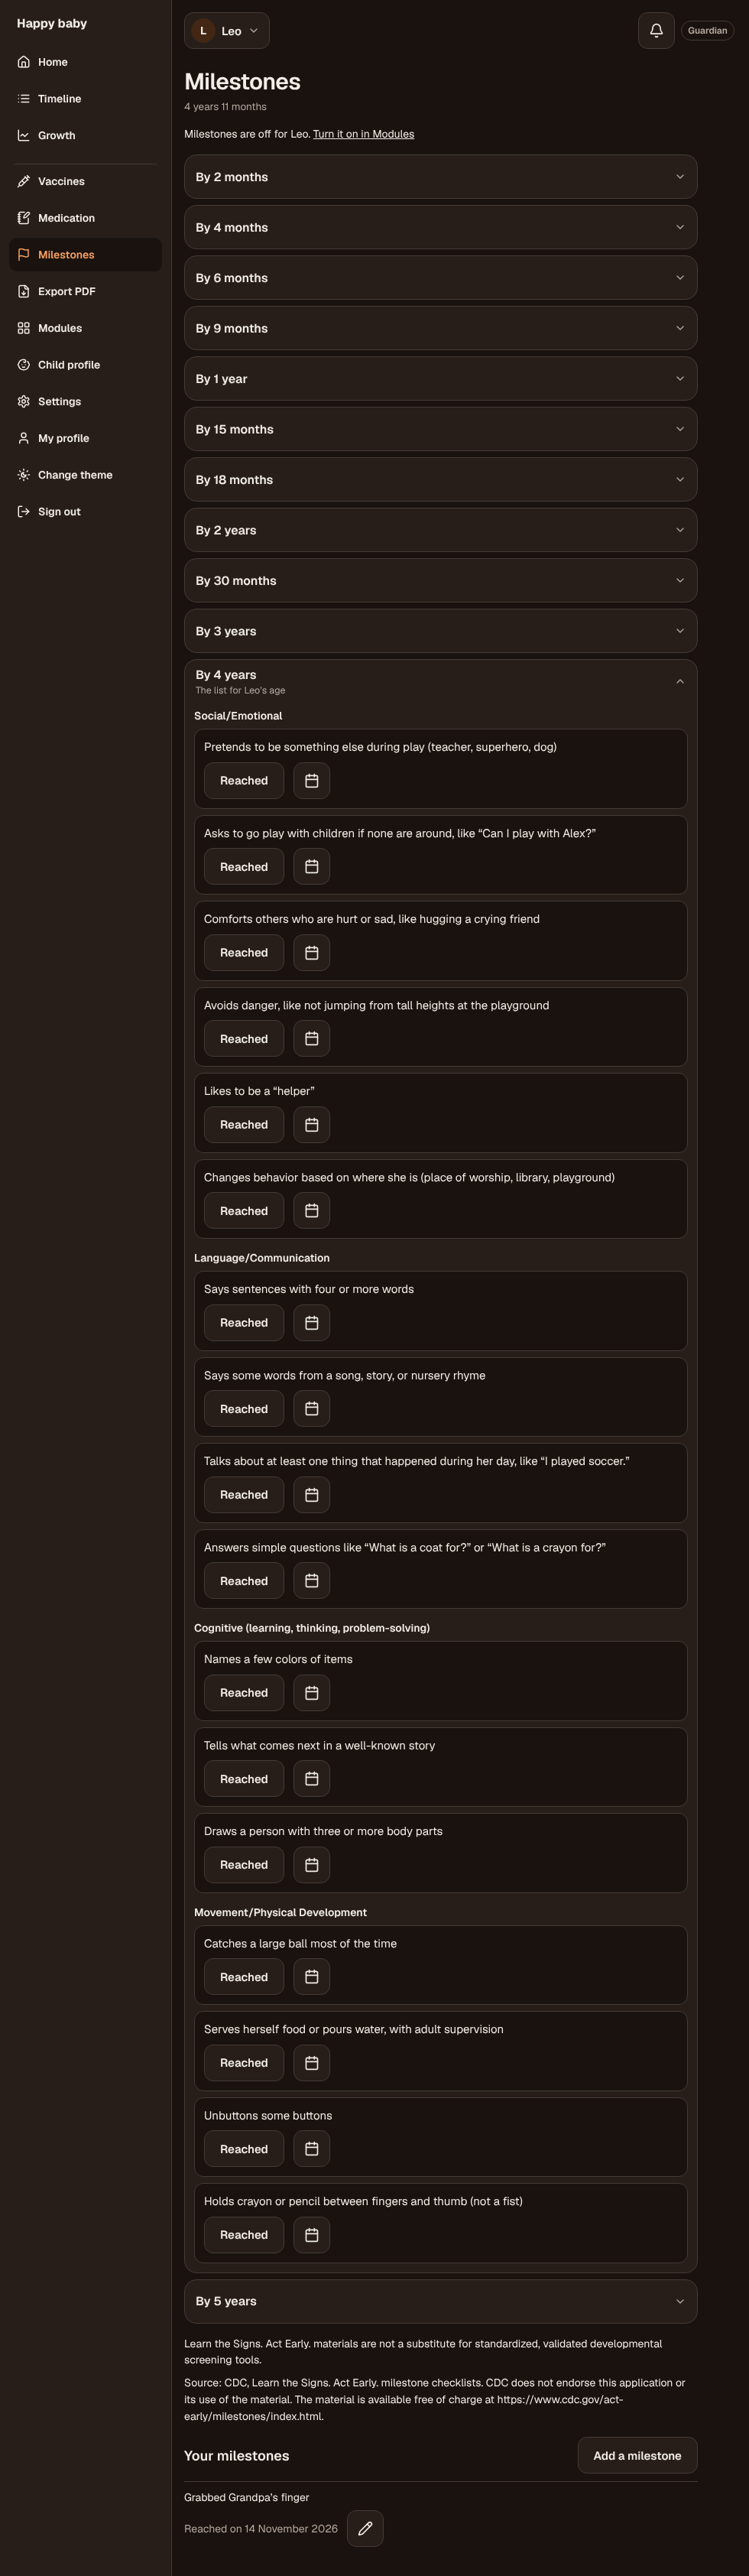 Happy baby
Home
Timeline
Growth
Vaccines
Medication
Milestones
Export PDF
Modules
Child profile
Settings
My profile
Change theme
Sign out
L
Leo
Guardian
Milestones
4 years 11 months
Milestones are off for Leo. Turn it on in Modules
By 2 months
By 4 months
By 6 months
By 9 months
By 1 year
By 15 months
By 18 months
By 2 years
By 30 months
By 3 years
By 4 years
The list for Leo's age
Social/Emotional
Pretends to be something else during play (teacher, superhero, dog)
Reached
Asks to go play with children if none are around, like “Can I play with Alex?”
Reached
Comforts others who are hurt or sad, like hugging a crying friend
Reached
Avoids danger, like not jumping from tall heights at the playground
Reached
Likes to be a “helper”
Reached
Changes behavior based on where she is (place of worship, library, playground)
Reached
Language/Communication
Says sentences with four or more words
Reached
Says some words from a song, story, or nursery rhyme
Reached
Talks about at least one thing that happened during her day, like “I played soccer.”
Reached
Answers simple questions like “What is a coat for?” or “What is a crayon for?”
Reached
Cognitive (learning, thinking, problem-solving)
Names a few colors of items
Reached
Tells what comes next in a well-known story
Reached
Draws a person with three or more body parts
Reached
Movement/Physical Development
Catches a large ball most of the time
Reached
Serves herself food or pours water, with adult supervision
Reached
Unbuttons some buttons
Reached
Holds crayon or pencil between fingers and thumb (not a fist)
Reached
By 5 years
Learn the Signs. Act Early. materials are not a substitute for standardized, validated developmental
screening tools.
Source: CDC, Learn the Signs. Act Early. milestone checklists. CDC does not endorse this application or
its use of the material. The material is available free of charge at https://www.cdc.gov/act-
early/milestones/index.html.
Your milestones
Add a milestone
Grabbed Grandpa's finger
Reached on 14 November 2026